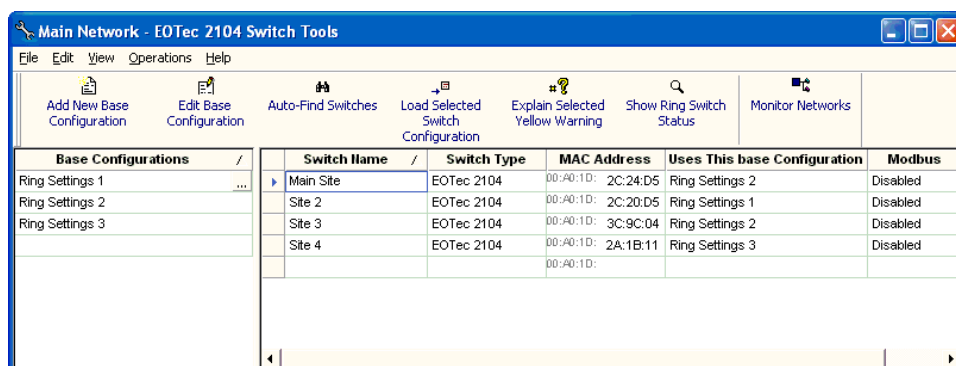 Main Network - EOTec 2104 Switch Tools
File Edit View Operations Help
Add New Base Configuration Edit Base Configuration Auto-Find Switches Load Selected Switch Configuration Explain Selected Yellow Warning Show Ring Switch Status Monitor Networks
Base Configurations / Switch Name / Switch Type MAC Address Uses This base Configuration Modbus
Ring Settings 1 ... Main Site EOTec 2104 00:A0:1D: 2C:24:D5 Ring Settings 2 Disabled
Ring Settings 2 Site 2 EOTec 2104 00:A0:1D: 2C:20:D5 Ring Settings 1 Disabled
Ring Settings 3 Site 3 EOTec 2104 00:A0:1D: 3C:9C:04 Ring Settings 2 Disabled
Site 4 EOTec 2104 00:A0:1D: 2A:1B:11 Ring Settings 3 Disabled
00:A0:1D: